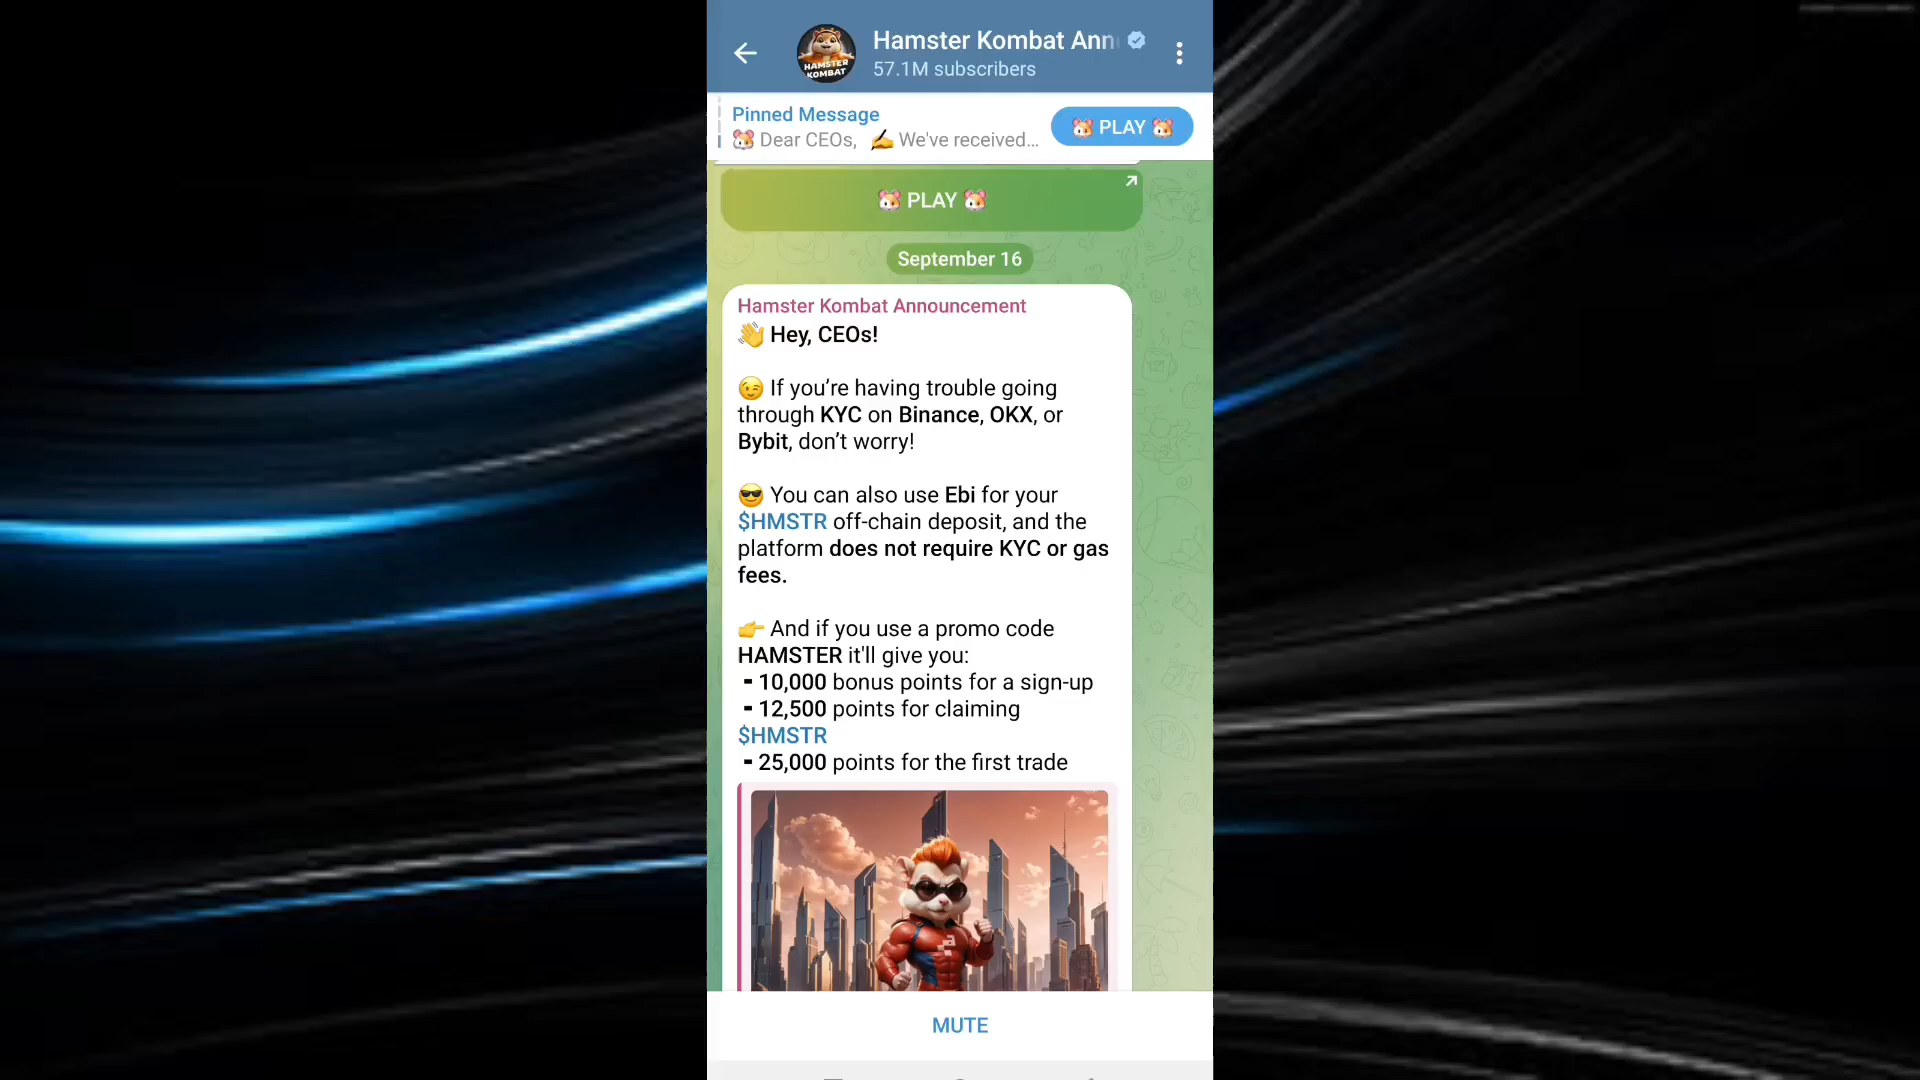 Hamster Kombat Ann
57.1M subscribers
HAMSTER
KOMBAT
Pinned Message
🐹 Dear CEOs, ✍️ We've received...
🐹 PLAY 🐹
🐹 PLAY 🐹
September 16
Hamster Kombat Announcement
👋 Hey, CEOs!
😉 If you’re having trouble going
through KYC on Binance, OKX, or
Bybit, don’t worry!
😎 You can also use Ebi for your
$HMSTR off-chain deposit, and the
platform does not require KYC or gas
fees.
👉 And if you use a promo code
HAMSTER it'll give you:
- 10,000 bonus points for a sign-up
- 12,500 points for claiming
$HMSTR
- 25,000 points for the first trade
MUTE